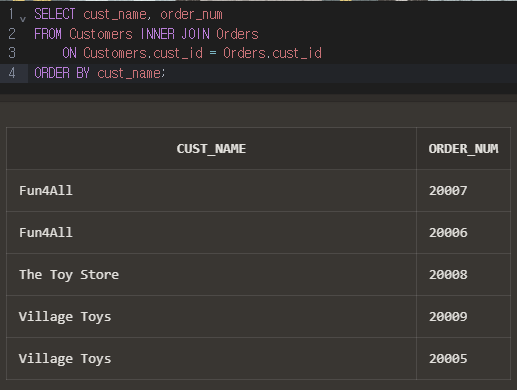 1 SELECT cust_name, order_num
2 FROM Customers INNER JOIN Orders
3 ON Customers.cust_id = Orders.cust_id
4 ORDER BY cust_name;
CUST_NAME ORDER_NUM
Fun4All 20007
Fun4All 20006
The Toy Store 20008
Village Toys 20009
Village Toys 20005